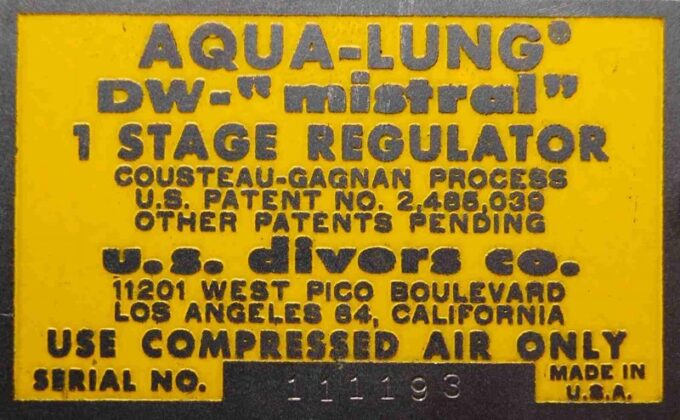 AQUA-LUNG®
DW-"mistral"
1 STAGE REGULATOR
COUSTEAU-GAGNAN PROCESS
U.S. PATENT NO. 2,485,039
OTHER PATENTS PENDING
u.s. divers co.
11201 WEST PICO BOULEVARD
LOS ANGELES 64, CALIFORNIA
USE COMPRESSED AIR ONLY
SERIAL NO. 111193 MADE IN
U.S.A.